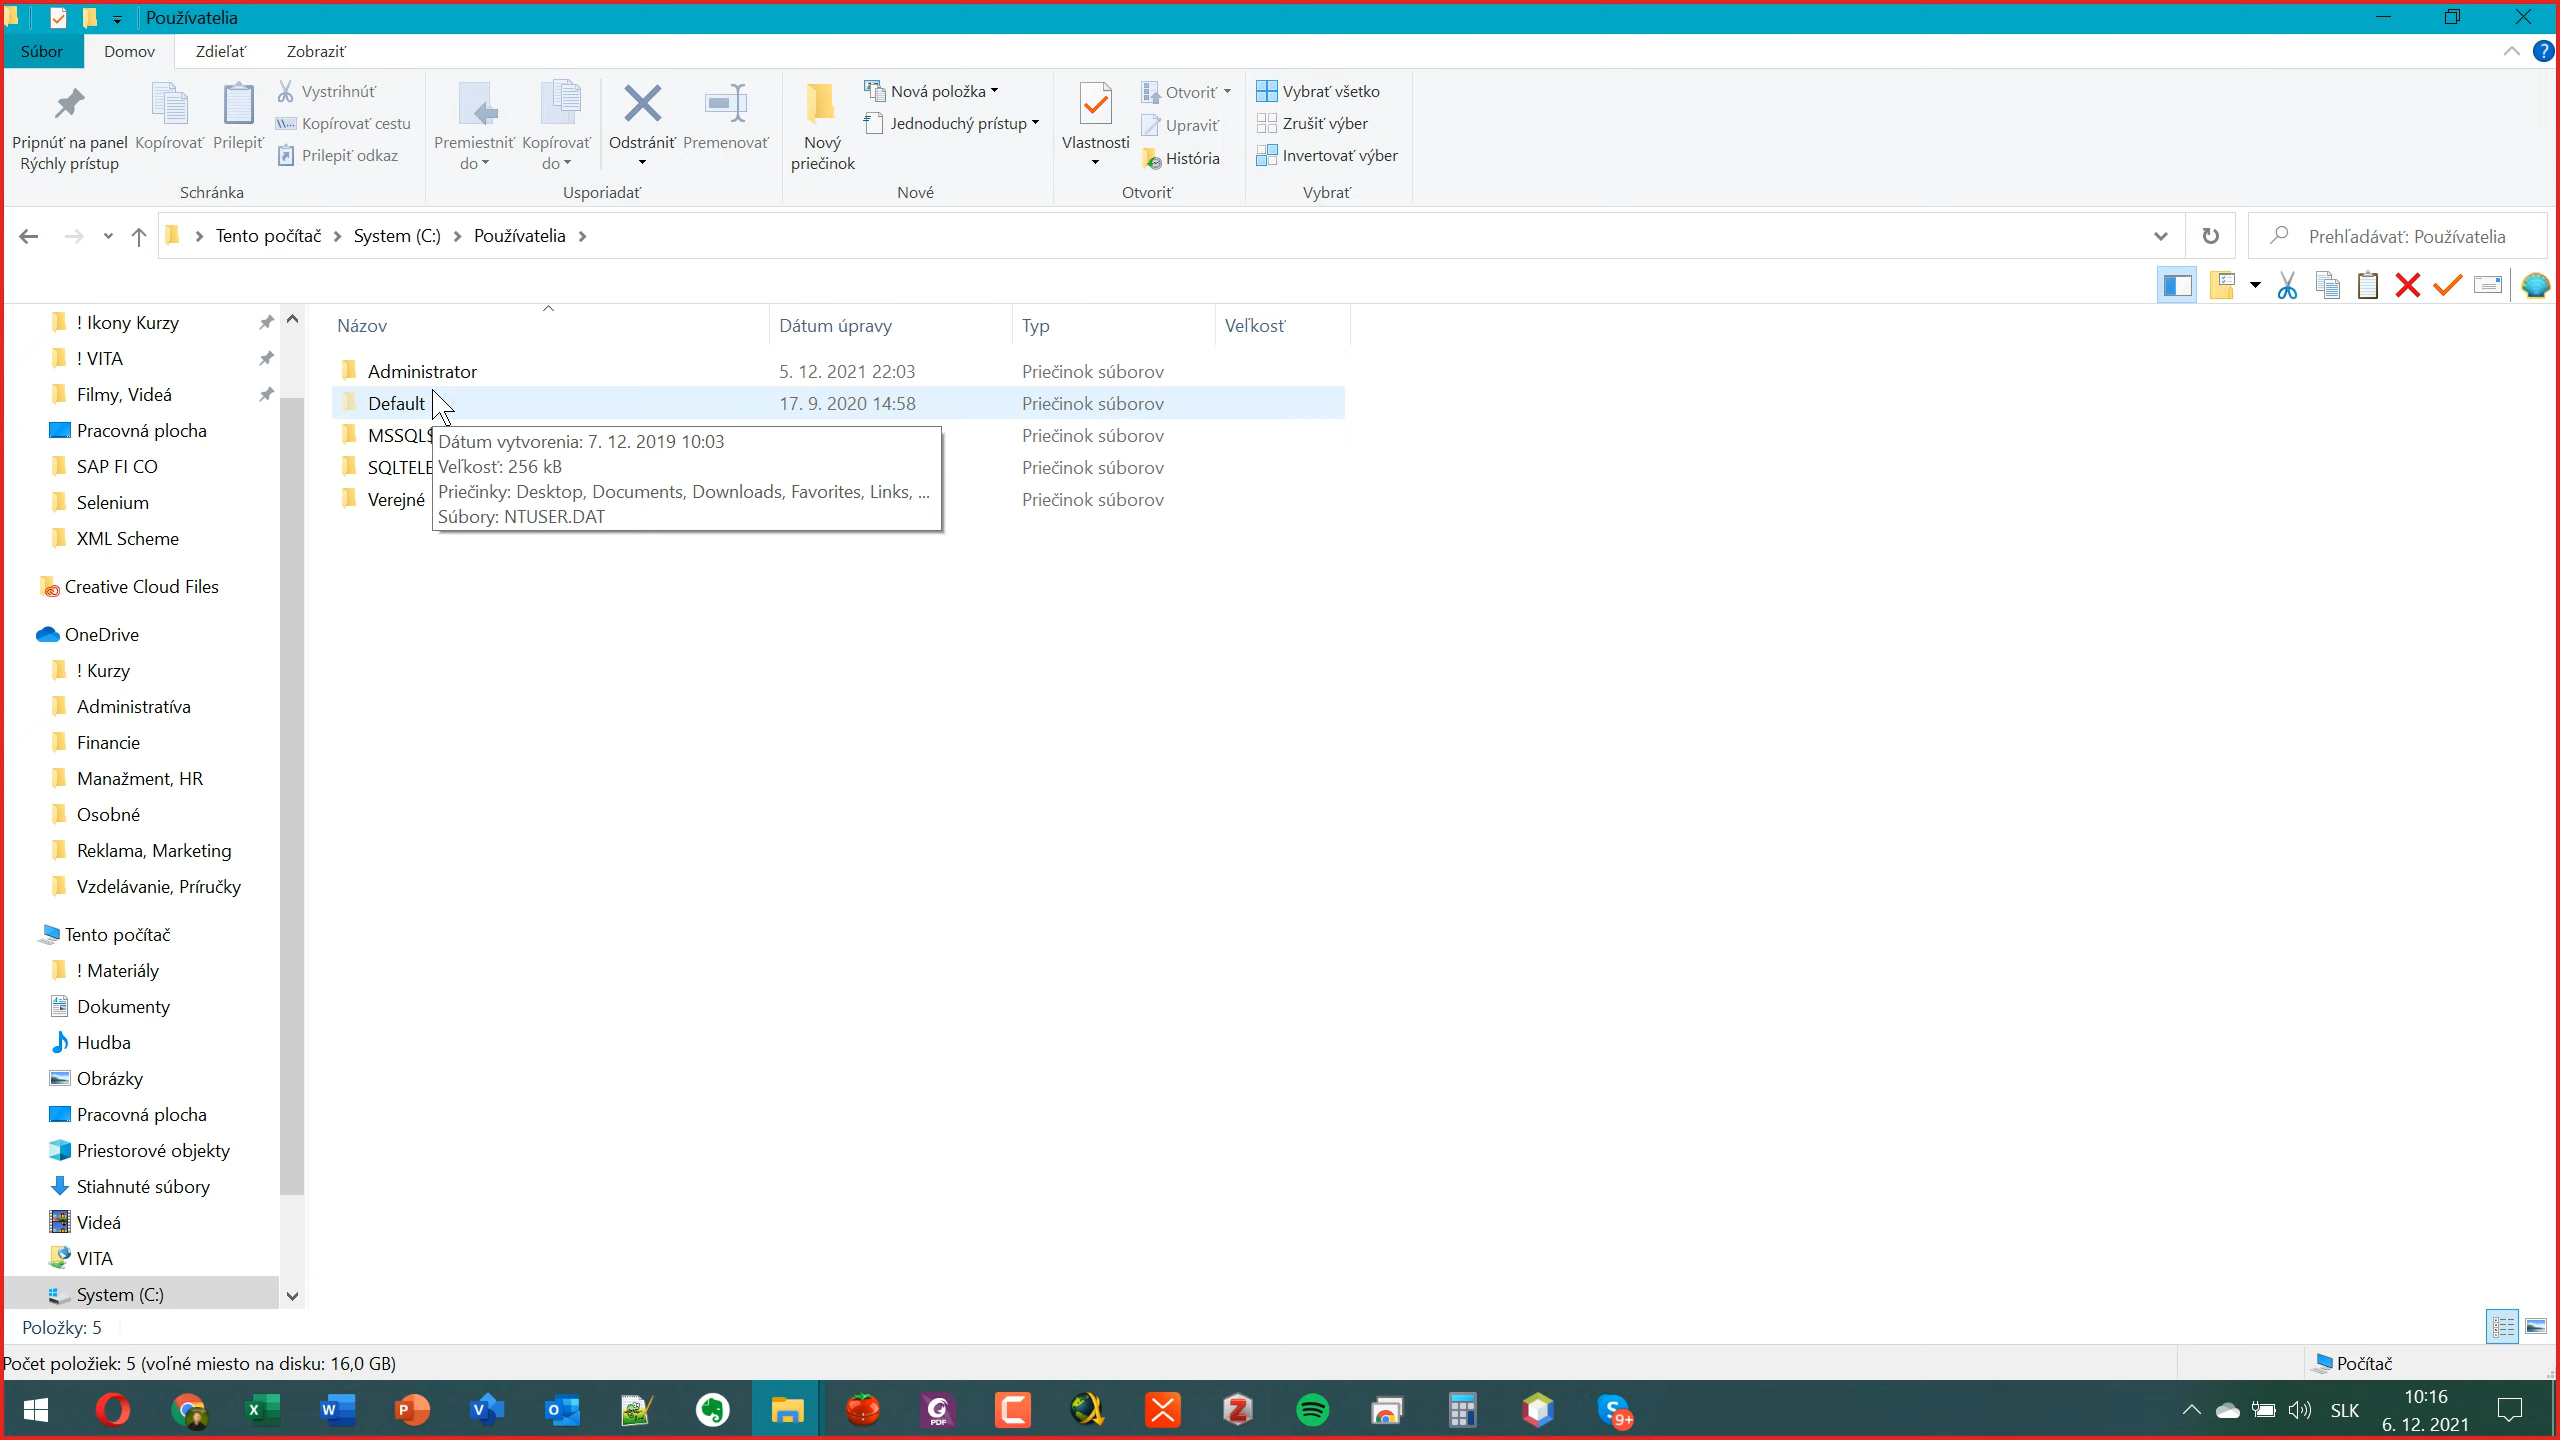 Používatelia
Súbor
Domov
Zdieľať
Zobraziť
Pripnúť na panel
Rýchly prístup
Kopírovať
Prilepiť
Vystrihnúť
Kopírovať cestu
Prilepiť odkaz
Schránka
Premiestniť
do
Kopírovať
do
Odstrániť
Premenovať
Usporiadať
Nový
priečinok
Nová položka
Jednoduchý prístup
Nové
Vlastnosti
Otvoriť
Upraviť
História
Otvoriť
Vybrať všetko
Zrušiť výber
Invertovať výber
Vybrať
Tento počítač
System (C:)
Používatelia
Prehľadávať: Používatelia
! Ikony Kurzy
! VITA
Filmy, Videá
Pracovná plocha
SAP FI CO
Selenium
XML Scheme
Creative Cloud Files
OneDrive
! Kurzy
Administratíva
Financie
Manažment, HR
Osobné
Reklama, Marketing
Vzdelávanie, Príručky
Tento počítač
! Materiály
Dokumenty
Hudba
Obrázky
Pracovná plocha
Priestorové objekty
Stiahnuté súbory
Videá
VITA
System (C:)
Názov
Dátum úpravy
Typ
Veľkosť
Administrator
5. 12. 2021 22:03
Priečinok súborov
Default
17. 9. 2020 14:58
Priečinok súborov
MSSQL$
Priečinok súborov
SQLTELE
Priečinok súborov
Verejné
Priečinok súborov
Dátum vytvorenia: 7. 12. 2019 10:03
Veľkosť: 256 kB
Priečinky: Desktop, Documents, Downloads, Favorites, Links, ...
Súbory: NTUSER.DAT
Položky: 5
Počet položiek: 5 (voľné miesto na disku: 16,0 GB)
Počítač
PDF
9+
SLK
10:16
6. 12. 2021